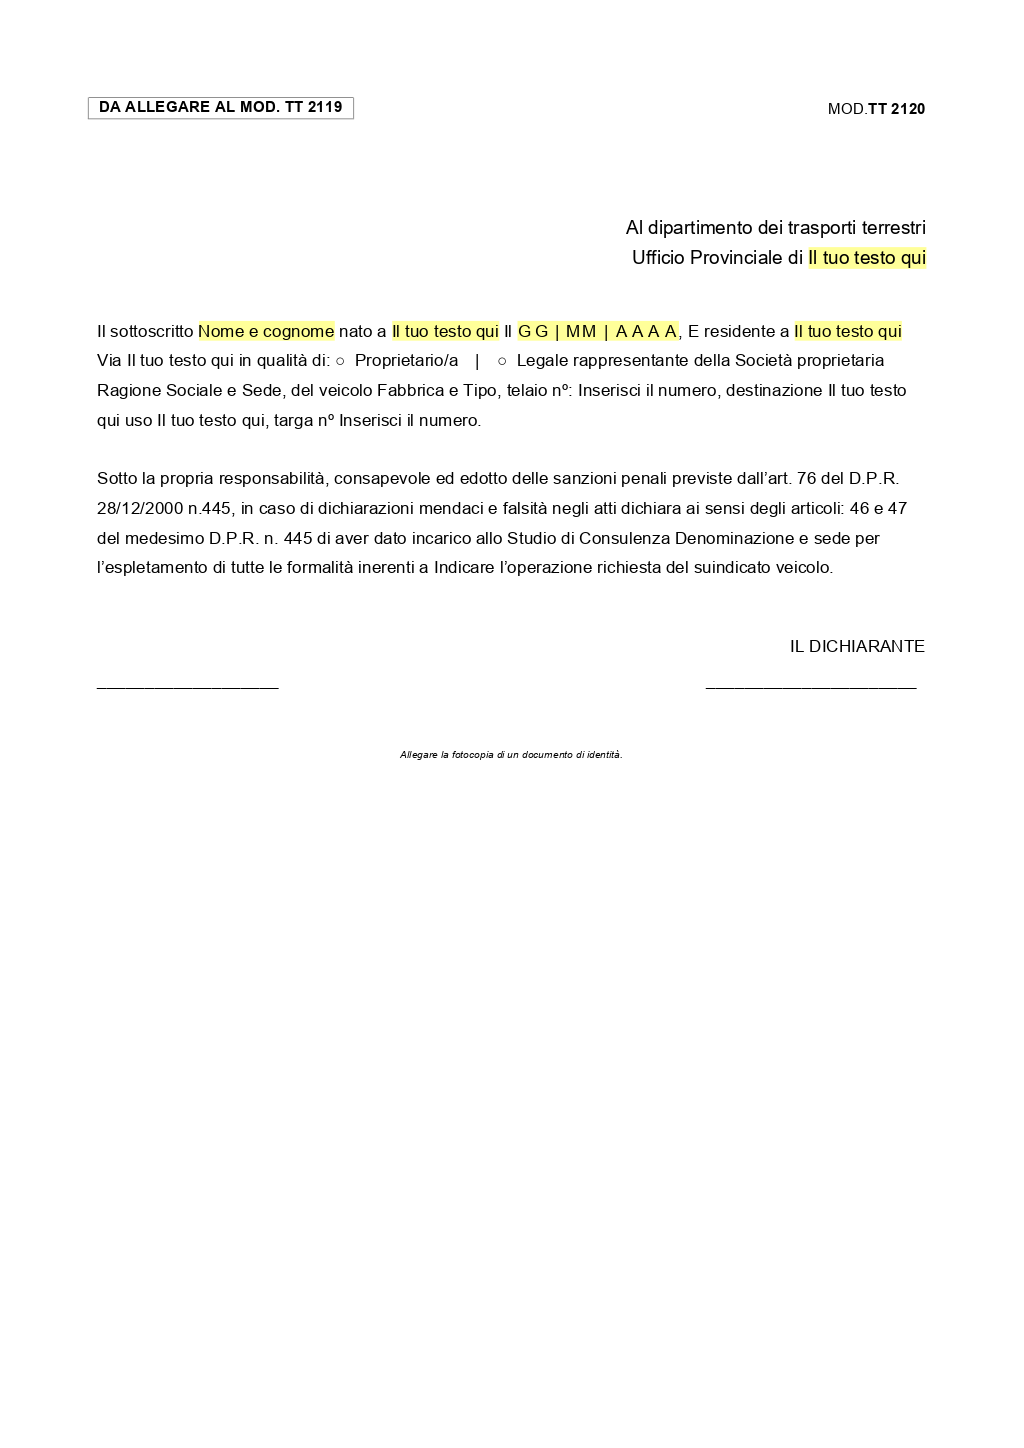 DA ALLEGARE AL MOD. TT 2119
MOD.TT 2120
Al dipartimento dei trasporti terrestri
Ufficio Provinciale di Il tuo testo qui
Il sottoscritto Nome e cognome nato a Il tuo testo qui Il G G | M M | A A A A, E residente a Il tuo testo qui
Via Il tuo testo qui in qualità di: ○ Proprietario/a | ○ Legale rappresentante della Società proprietaria
Ragione Sociale e Sede, del veicolo Fabbrica e Tipo, telaio nº: Inserisci il numero, destinazione Il tuo testo
qui uso Il tuo testo qui, targa nº Inserisci il numero.
Sotto la propria responsabilità, consapevole ed edotto delle sanzioni penali previste dall’art. 76 del D.P.R.
28/12/2000 n.445, in caso di dichiarazioni mendaci e falsità negli atti dichiara ai sensi degli articoli: 46 e 47
del medesimo D.P.R. n. 445 di aver dato incarico allo Studio di Consulenza Denominazione e sede per
l’espletamento di tutte le formalità inerenti a Indicare l’operazione richiesta del suindicato veicolo.
IL DICHIARANTE
___________________ ______________________
Allegare la fotocopia di un documento di identità.